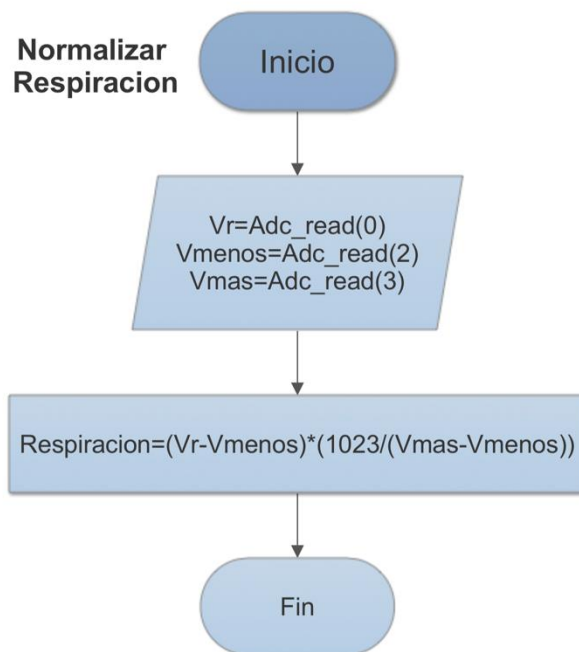 Normalizar
Respiracion
Inicio
Vr=Adc_read(0)
Vmenos=Adc_read(2)
Vmas=Adc_read(3)
Respiracion=(Vr-Vmenos)*(1023/(Vmas-Vmenos))
Fin